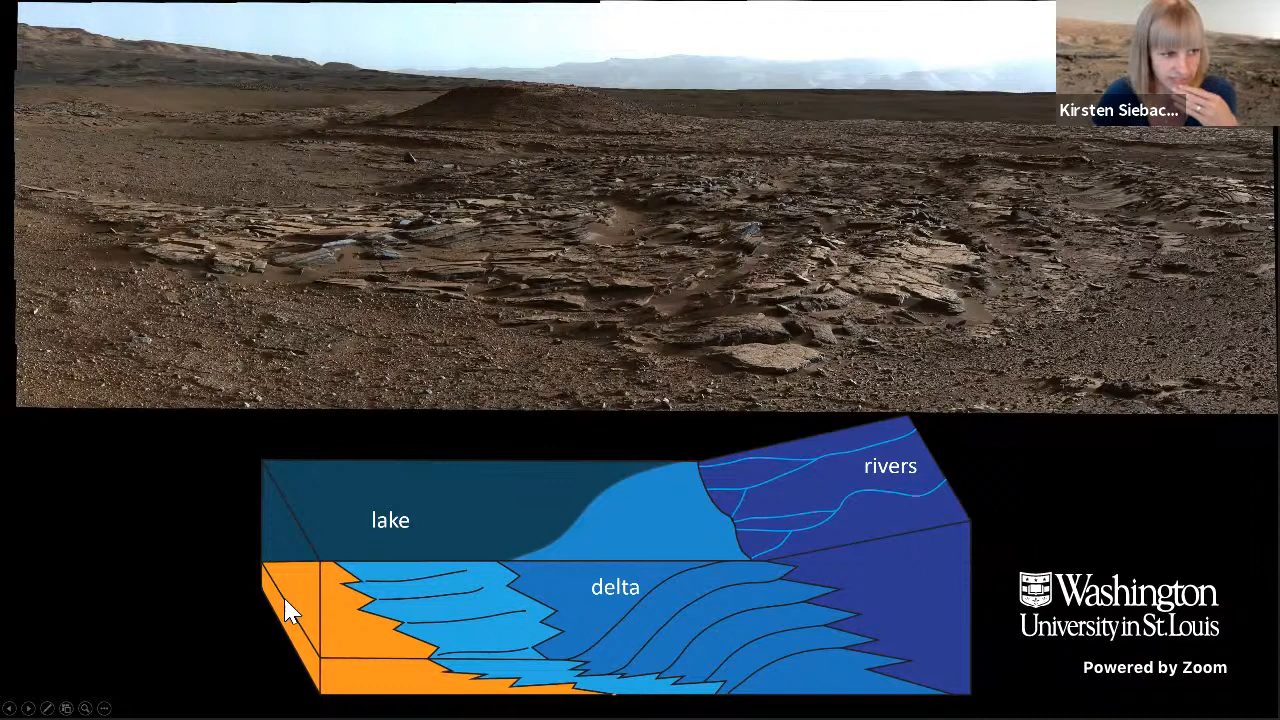 Kirsten Siebac...
rivers
lake
delta
Washington
University in St. Louis
Powered by Zoom